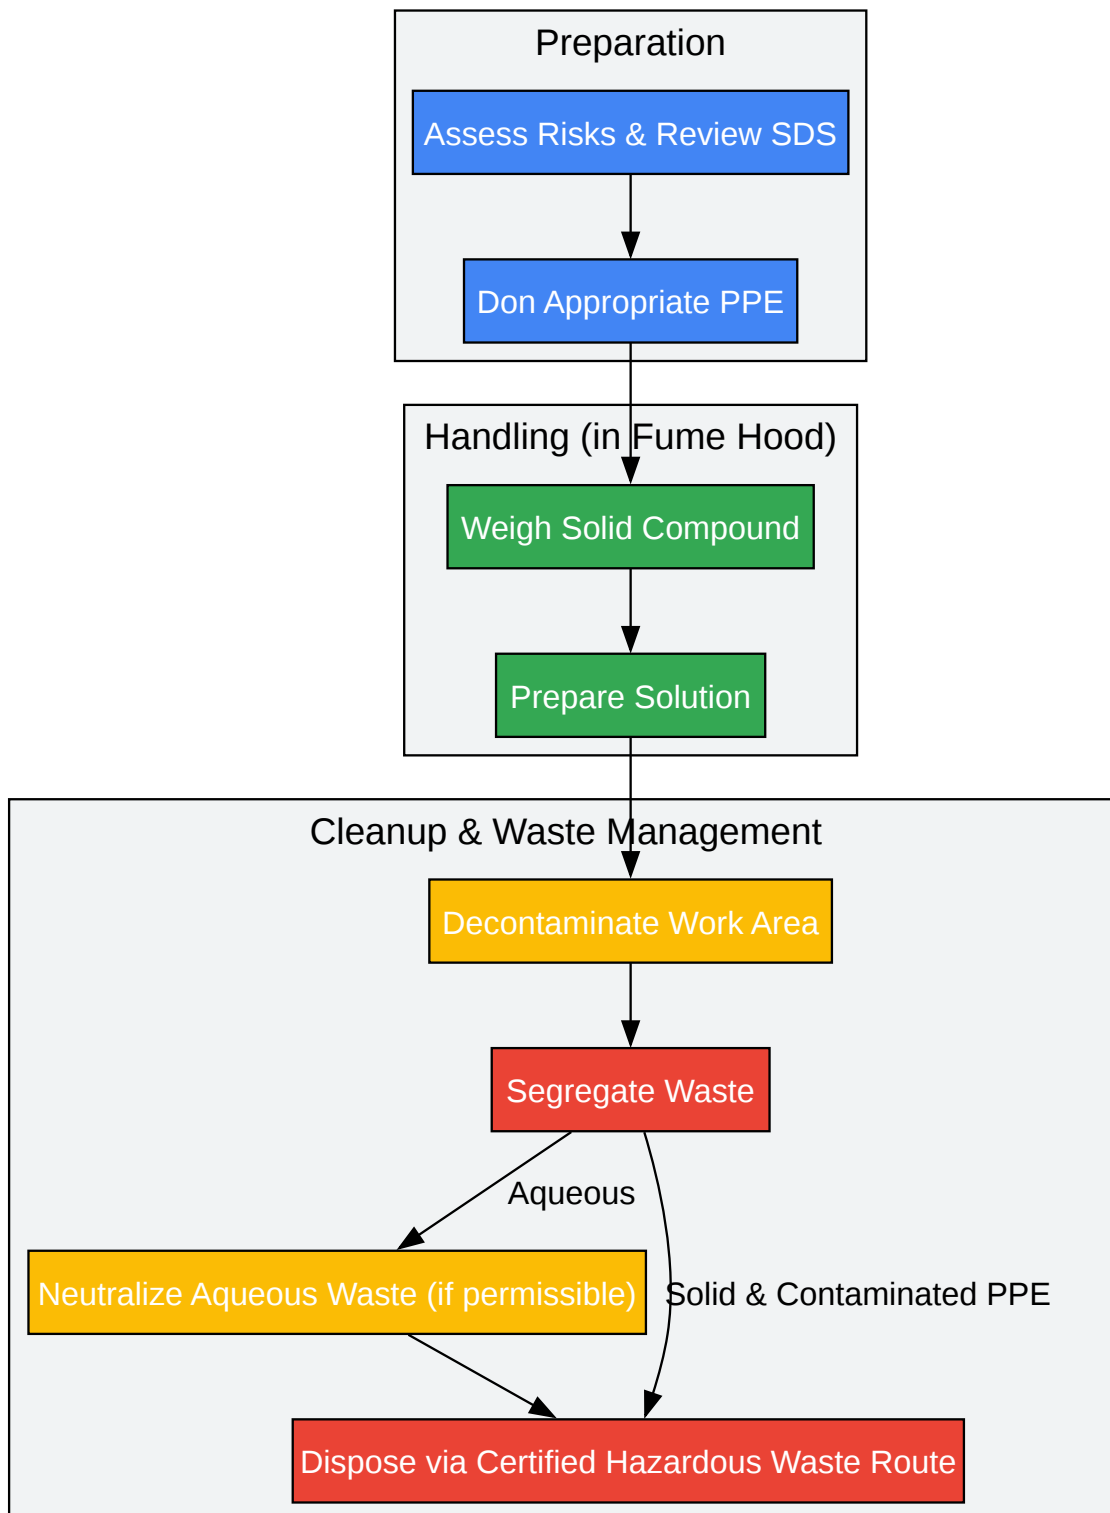 Preparation
Assess Risks & Review SDS
Don Appropriate PPE
Handling (in Fume Hood)
Weigh Solid Compound
Prepare Solution
Cleanup & Waste Management
Decontaminate Work Area
Segregate Waste
Aqueous
Neutralize Aqueous Waste (if permissible)
Solid & Contaminated PPE
Dispose via Certified Hazardous Waste Route